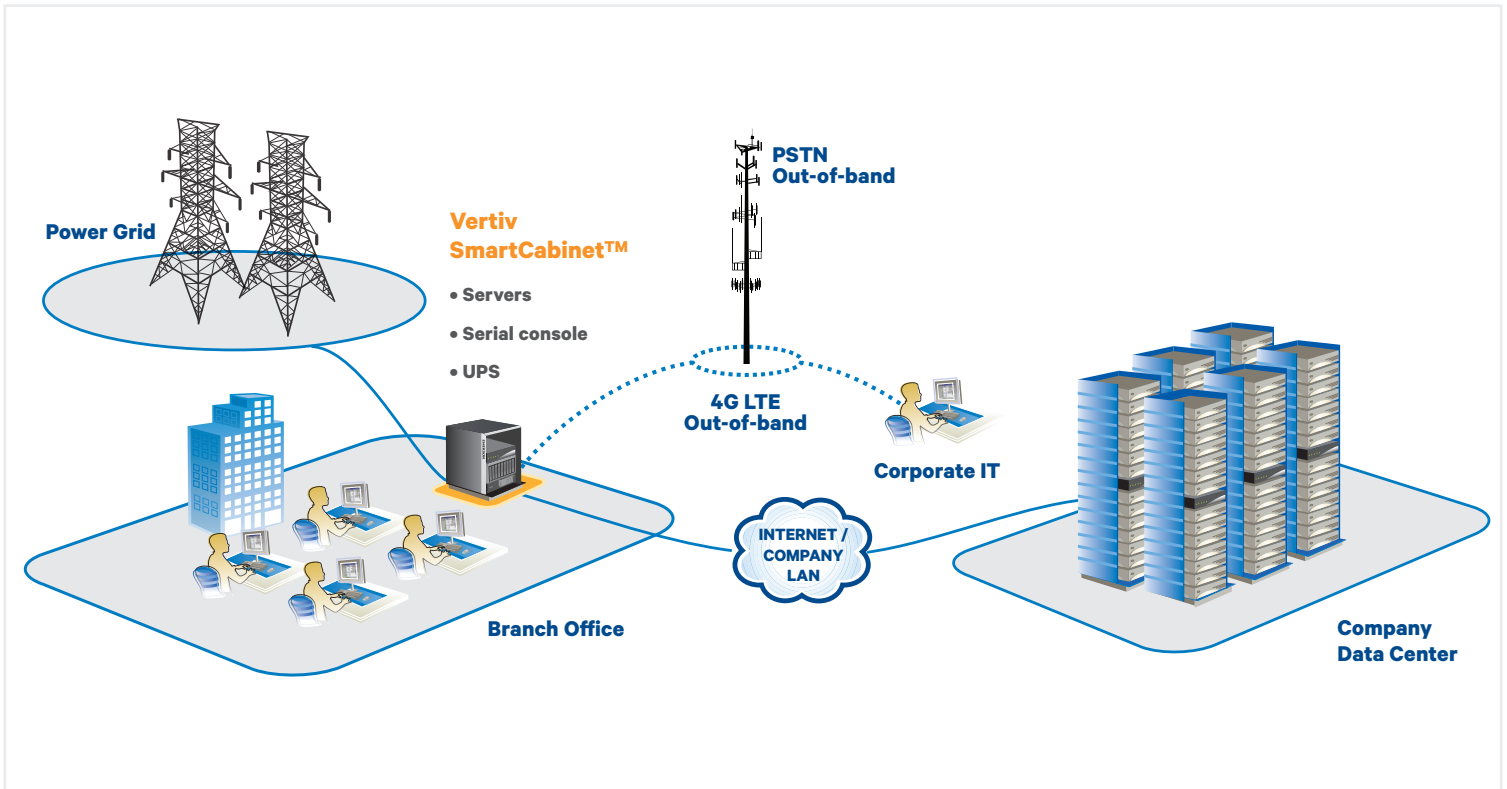 Power Grid
Vertiv
SmartCabinet™
• Servers
• Serial console
• UPS
PSTN
Out-of-band
4G LTE
Out-of-band
Corporate IT
INTERNET /
COMPANY
LAN
Branch Office
Company
Data Center